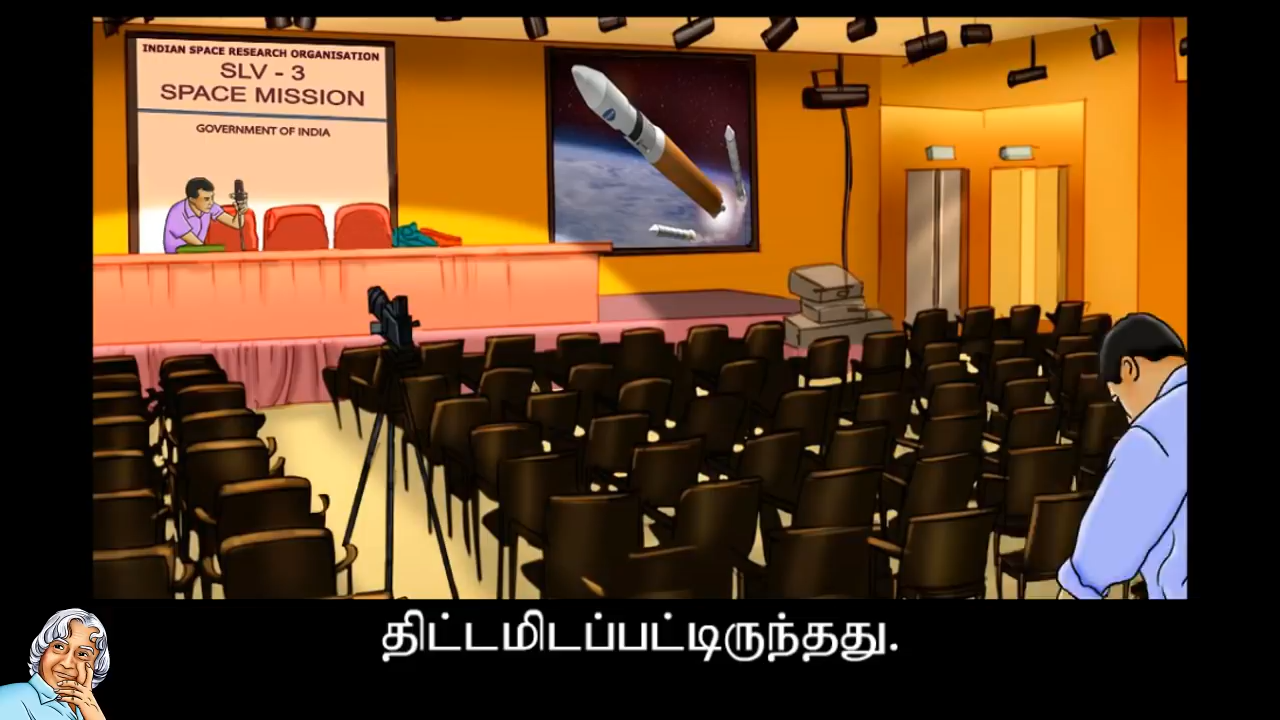 INDIAN SPACE RESEARCH ORGANISATION
SLV - 3
SPACE MISSION
GOVERNMENT OF INDIA
திட்டமிடப்பட்டிருந்தது.